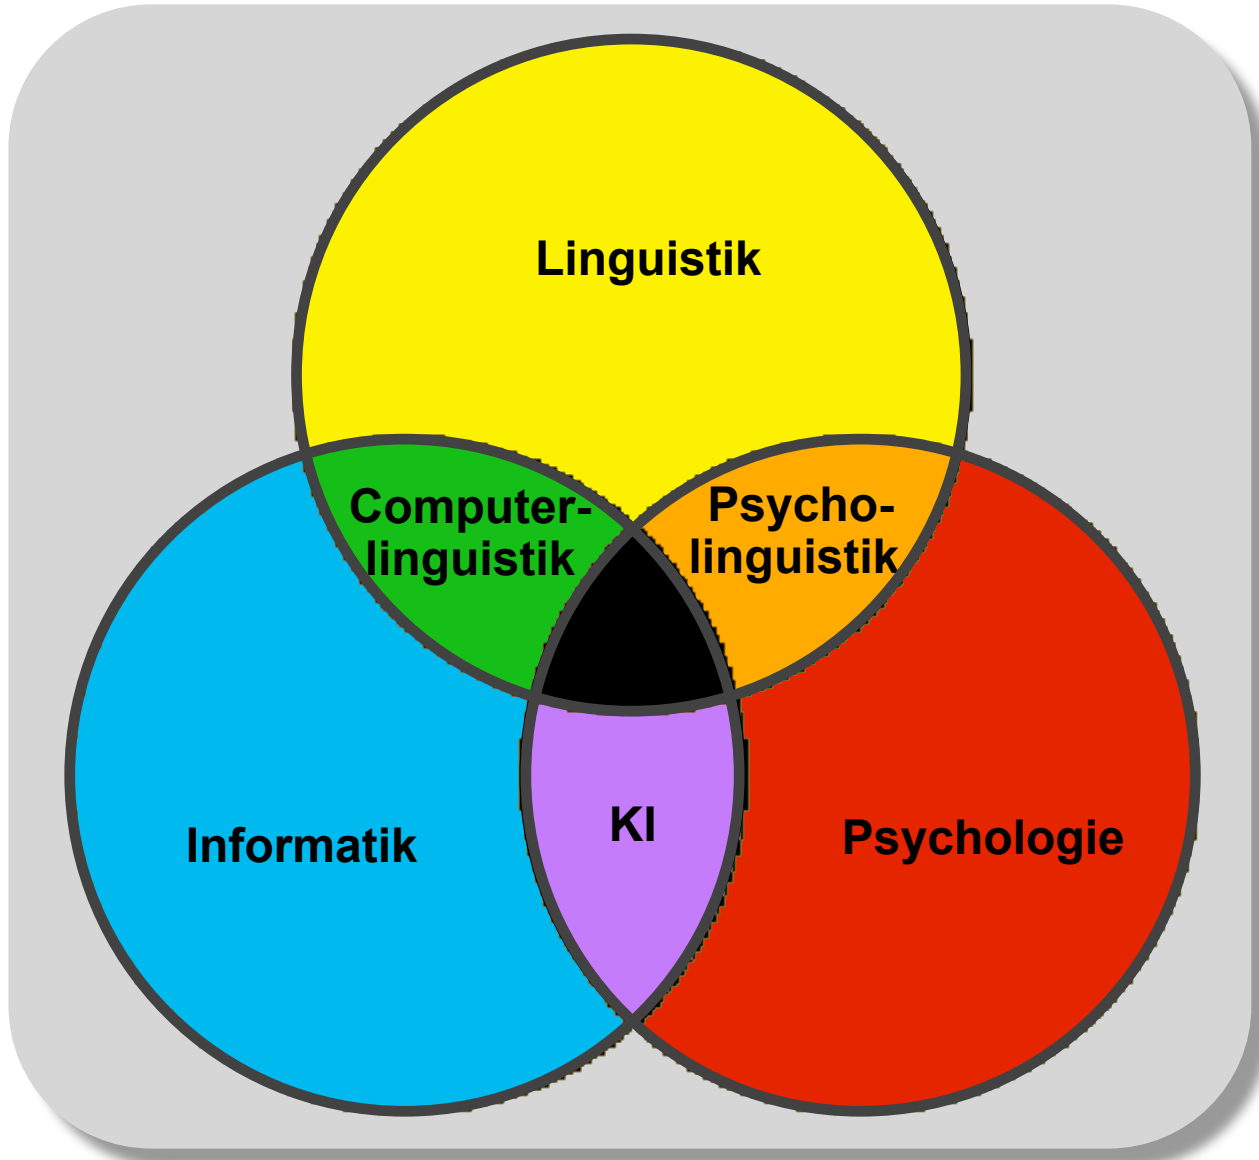 Linguistik
Computer-
linguistik
Psycho-
linguistik
KI
Informatik
Psychologie